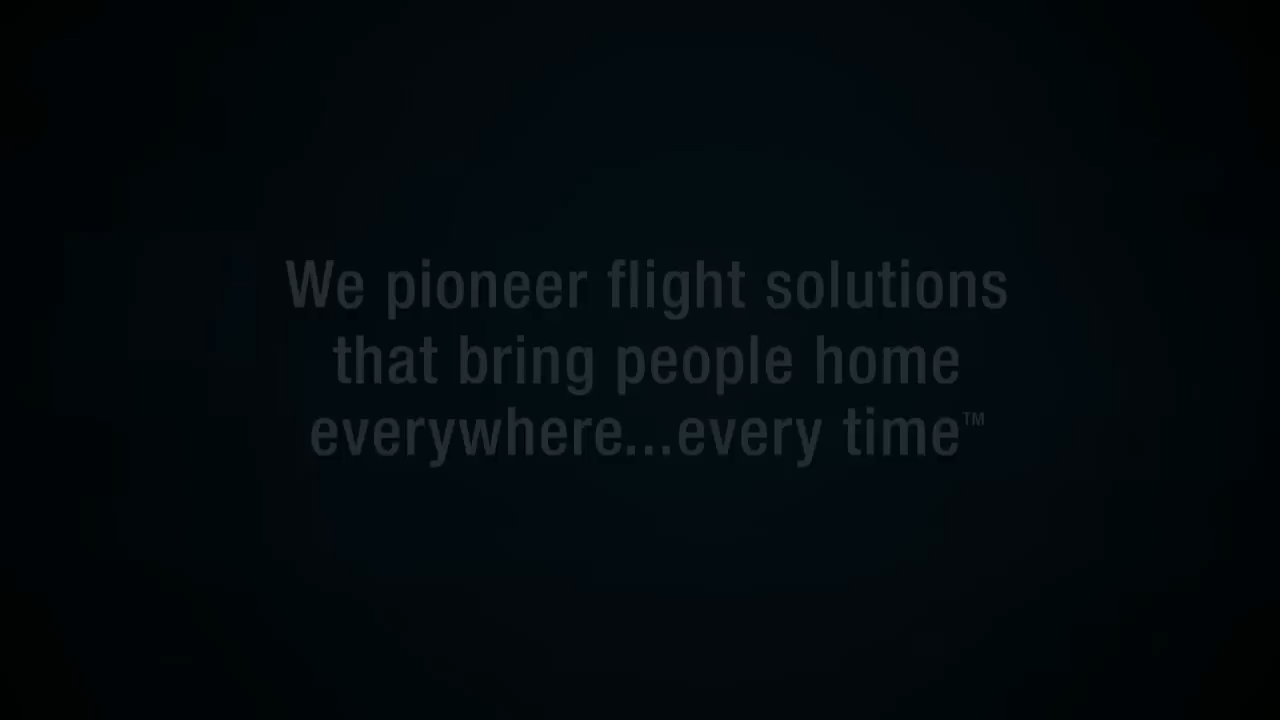 We pioneer flight solutions
that bring people home
everywhere...every time™